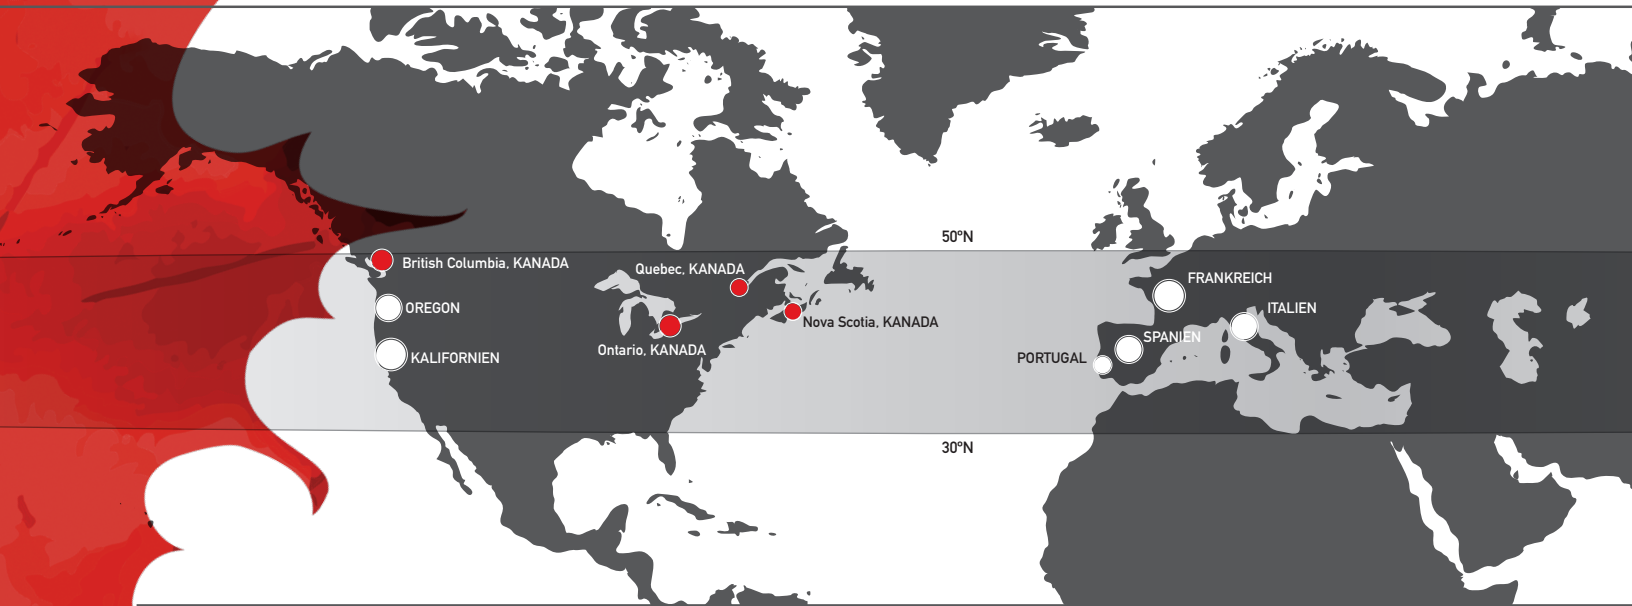 50°N
British Columbia, KANADA
Quebec, KANADA
FRANKREICH
OREGON
ITALIEN
Nova Scotia, KANADA
SPANIEN
Ontario, KANADA
KALIFORNIEN
PORTUGAL
30°N